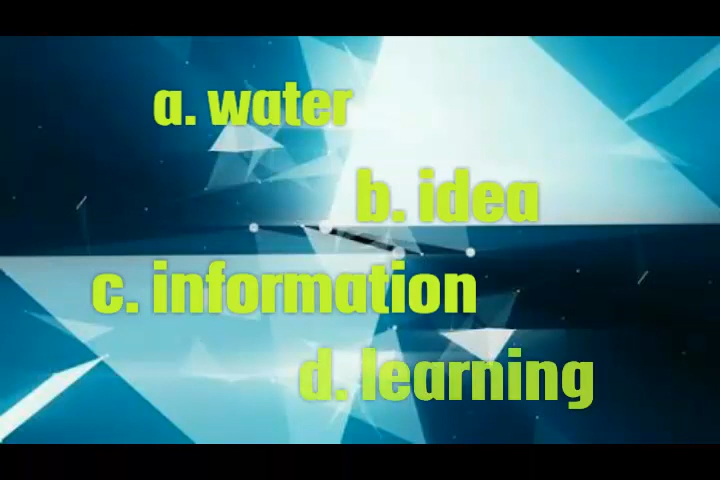 a. water
b. idea
c. information
d. learning